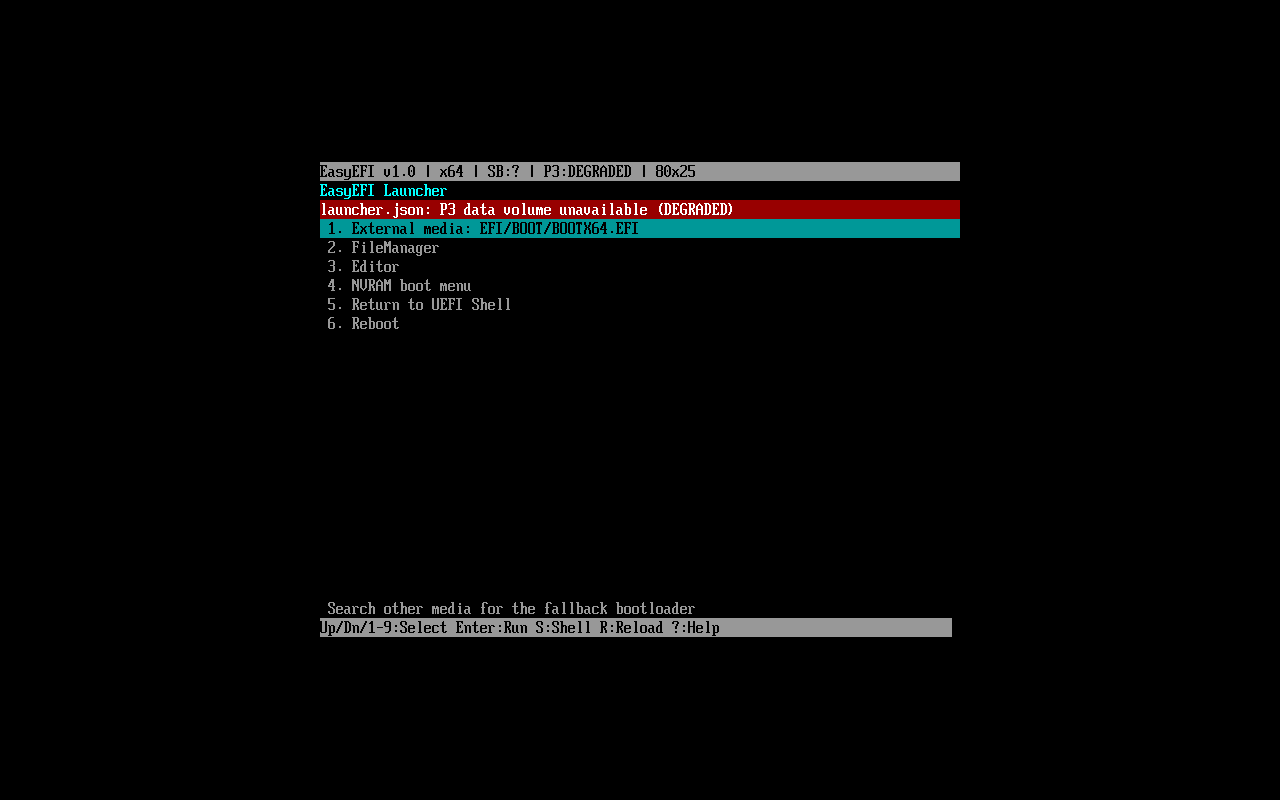 EasyEFI v1.0 | x64 | SB:? | P3:DEGRADED | 80x25
EasyEFI Launcher
launcher.json: P3 data volume unavailable (DEGRADED)
1. External media: EFI/BOOT/BOOTX64.EFI
2. FileManager
3. Editor
4. NVRAM boot menu
5. Return to UEFI Shell
6. Reboot
Search other media for the fallback bootloader
Up/Dn/1-9:Select Enter:Run S:Shell R:Reload ?:Help